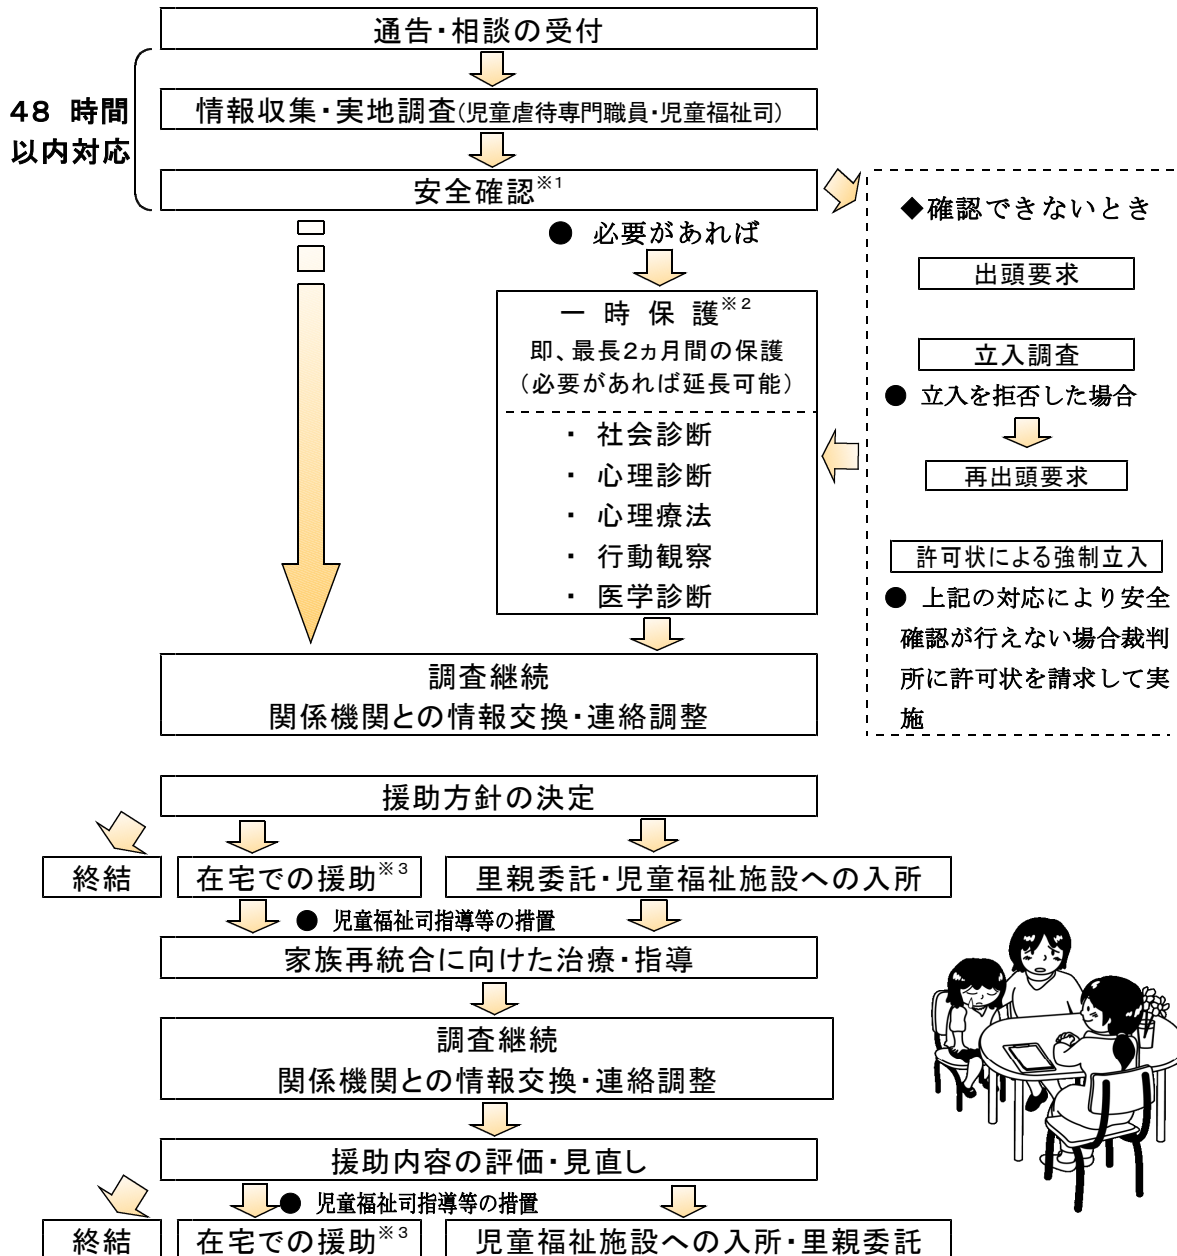 通告・相談の受付
48 時間
以内対応
情報収集・実地調査(児童虐待専門職員・児童福祉司)
安全確認※1
◆確認できないとき
● 必要があれば
出頭要求
一 時 保 護※2
即、最長2ヵ月間の保護
（必要があれば延長可能）
立入調査
● 立入を拒否した場合
・ 社会診断
・ 心理診断
・ 心理療法
・ 行動観察
・ 医学診断
再出頭要求
許可状による強制立入
● 上記の対応により安全
確認が行えない場合裁判
所に許可状を請求して実
施
調査継続
関係機関との情報交換・連絡調整
援助方針の決定
終結
在宅での援助※3
里親委託・児童福祉施設への入所
● 児童福祉司指導等の措置
家族再統合に向けた治療・指導
調査継続
関係機関との情報交換・連絡調整
援助内容の評価・見直し
● 児童福祉司指導等の措置
終結
在宅での援助※3
児童福祉施設への入所・里親委託